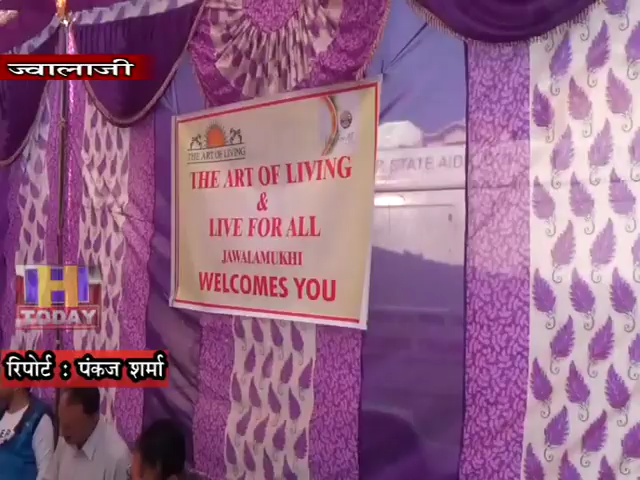 ज्वालाजी
THE ART OF LIVING
THE ART OF LIVING
&
LIVE FOR ALL
JAWALAMUKHI
WELCOMES YOU
STATE AID
H
TODAY
रिपोर्ट : पंकज शर्मा